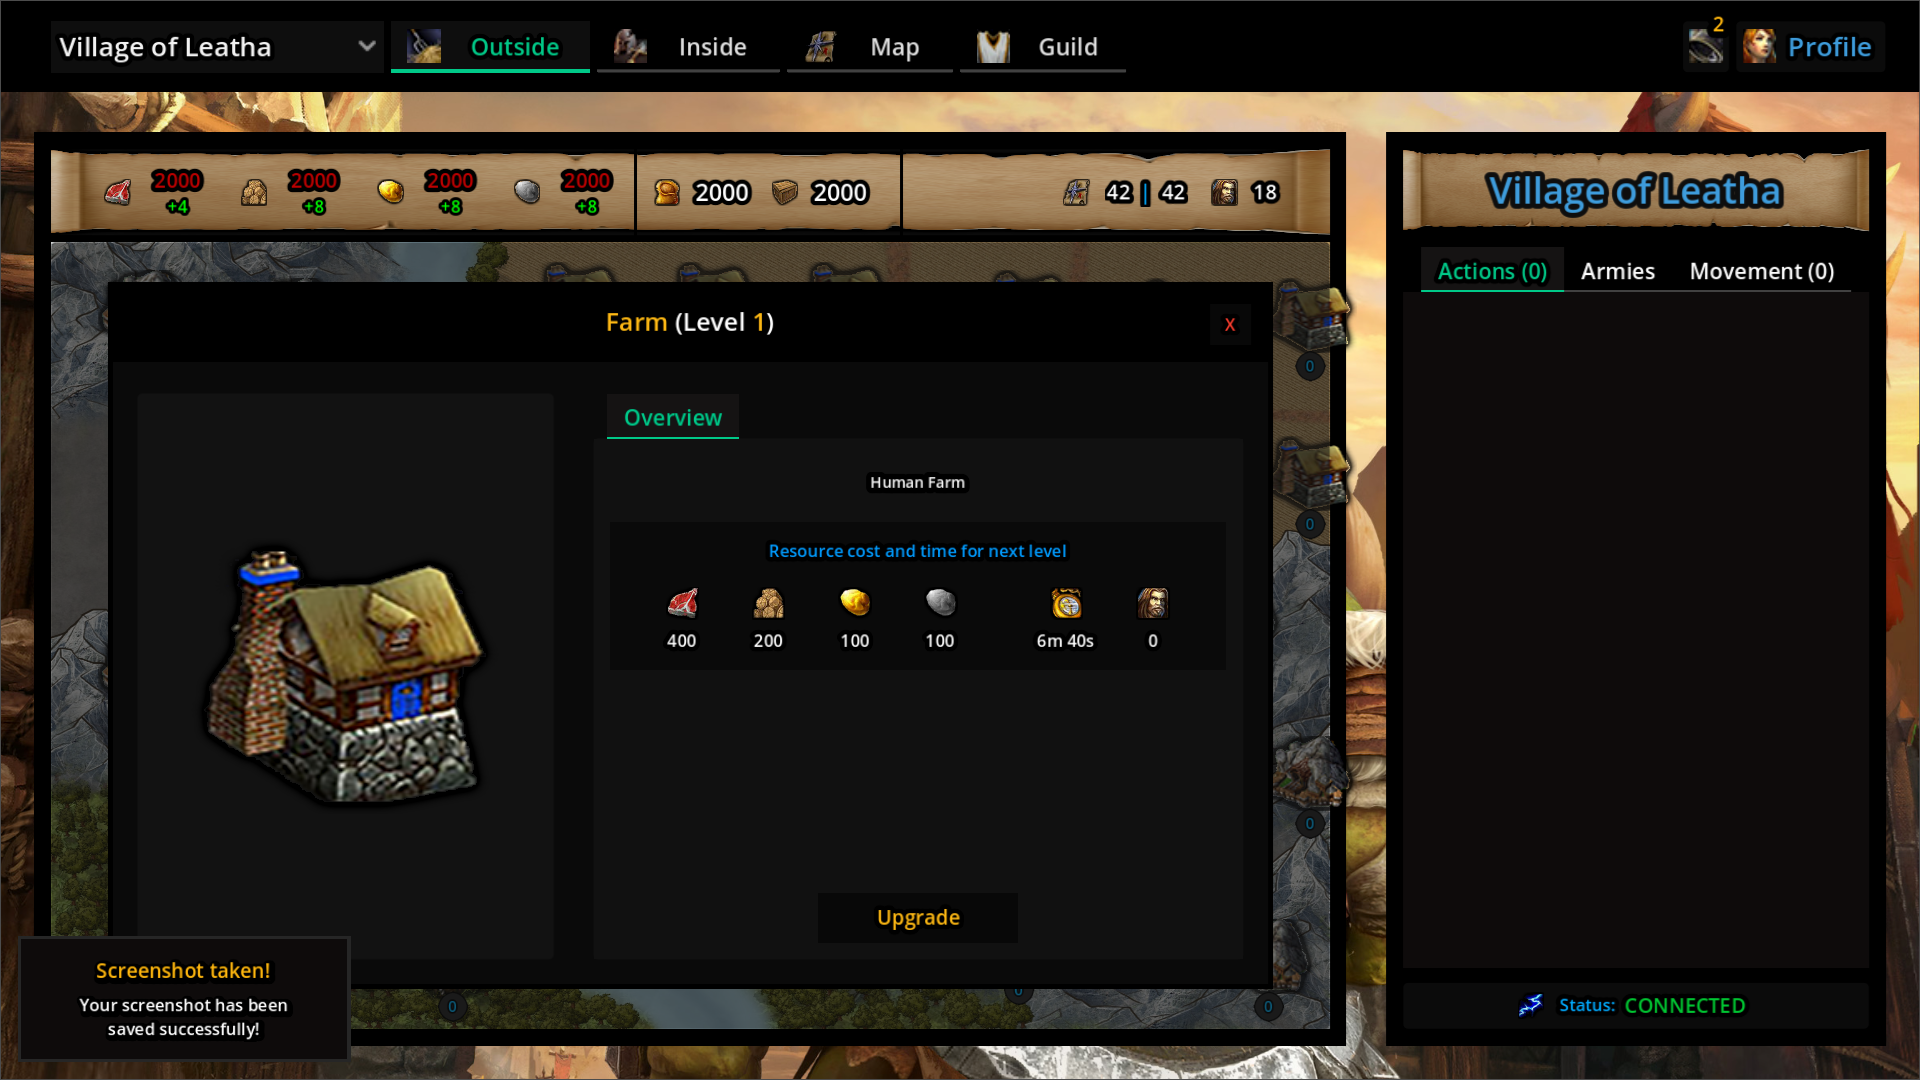 Village of Leatha
Outside
Inside
Map
Guild
2
Profile
2000 2000 2000 2000
+4 +8 +8 +8
2000 2000
42 | 42 18
Village of Leatha
Actions (0) Armies Movement (0)
Farm (Level 1)
X
0
Overview
0
Human Farm
Resource cost and time for next level
400 200 100 100 6m 40s 0
0
Upgrade
Screenshot taken!
Your screenshot has been
saved successfully!
0 0 0
Status: CONNECTED